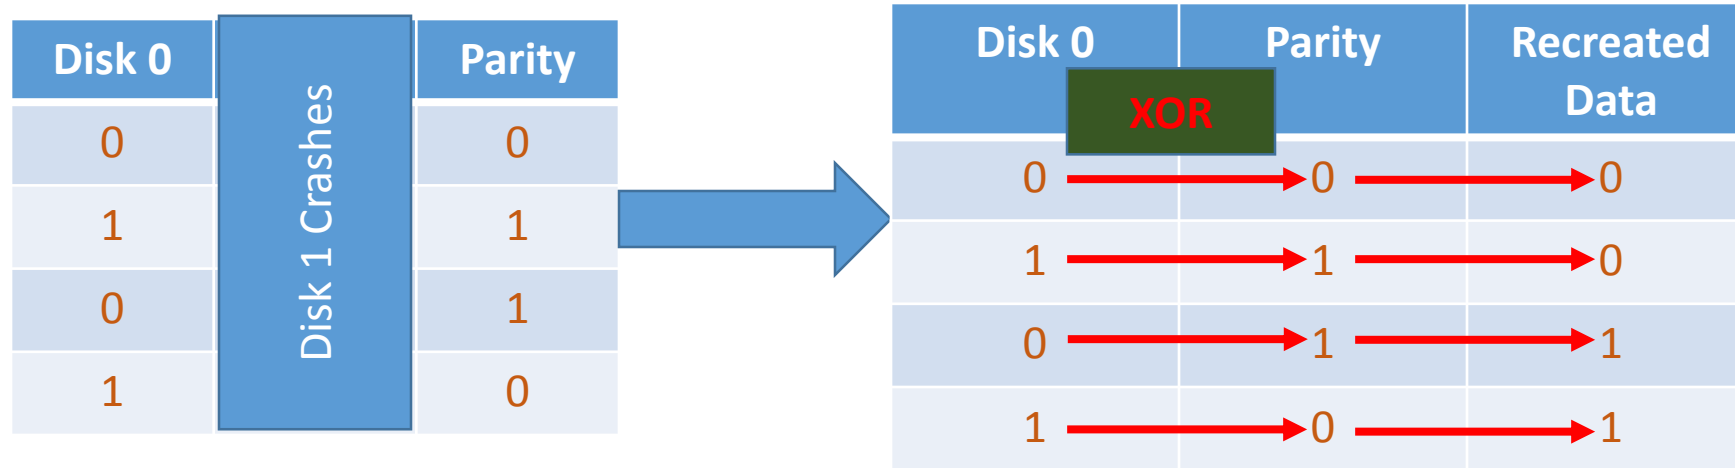 Disk 0 Parity
0 0
1 1
0 1
1 0
Disk 1 Crashes
Disk 0 Parity Recreated
Data
XOR
0 0 0
1 1 0
0 1 1
1 0 1